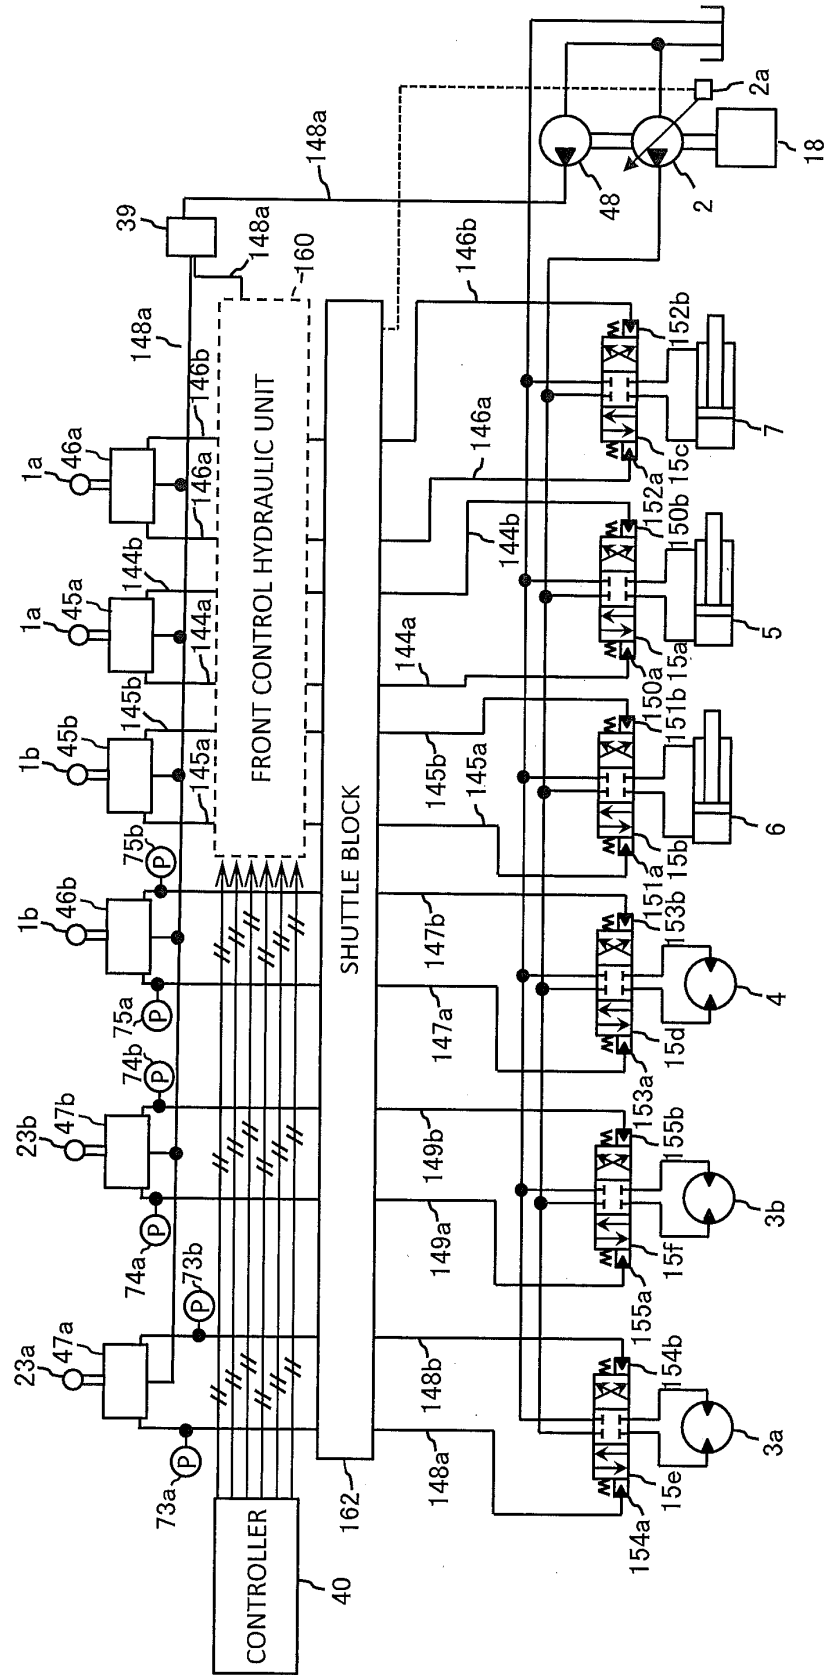 23a
47a
73a
73b
23b
47b
74a
74b
1b
46b
75a
75b
1b
45b
145a
145b
1a
45a
144a
144b
1a
46a
146a
146b
148a
39
148a
148a
CONTROLLER
40
FRONT CONTROL HYDRAULIC UNIT
160
SHUTTLE BLOCK
162
148a
148b
149a
149b
147a
147b
145a
145b
144a
144b
146a
146b
154a
15e
154b
155a
15f
155b
153a
15d
153b
151a
15b
151b
150a
15a
150b
152a
15c
152b
3a
3b
4
6
5
7
48
2
2a
18
P
P
P
P
P
P